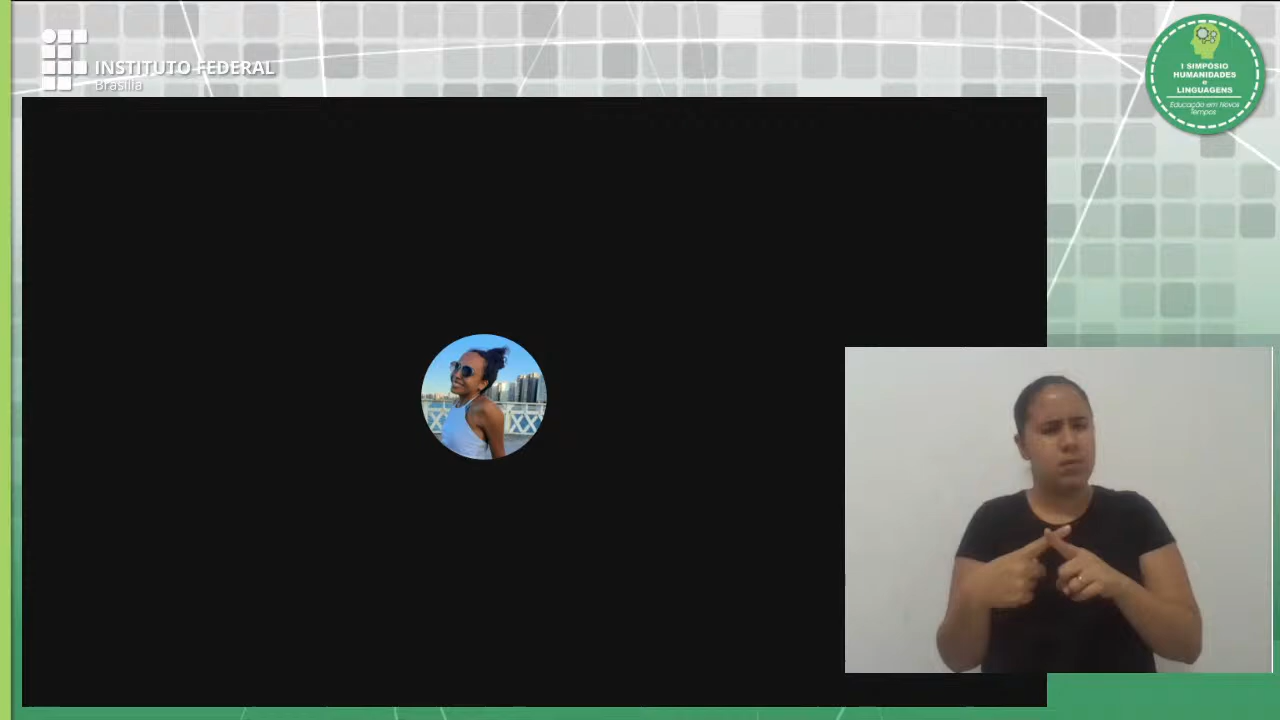 INSTITUTO FEDERAL
Brasília
I SIMPÓSIO
HUMANIDADES
e
LINGUAGENS
Educação em Novos
Tempos